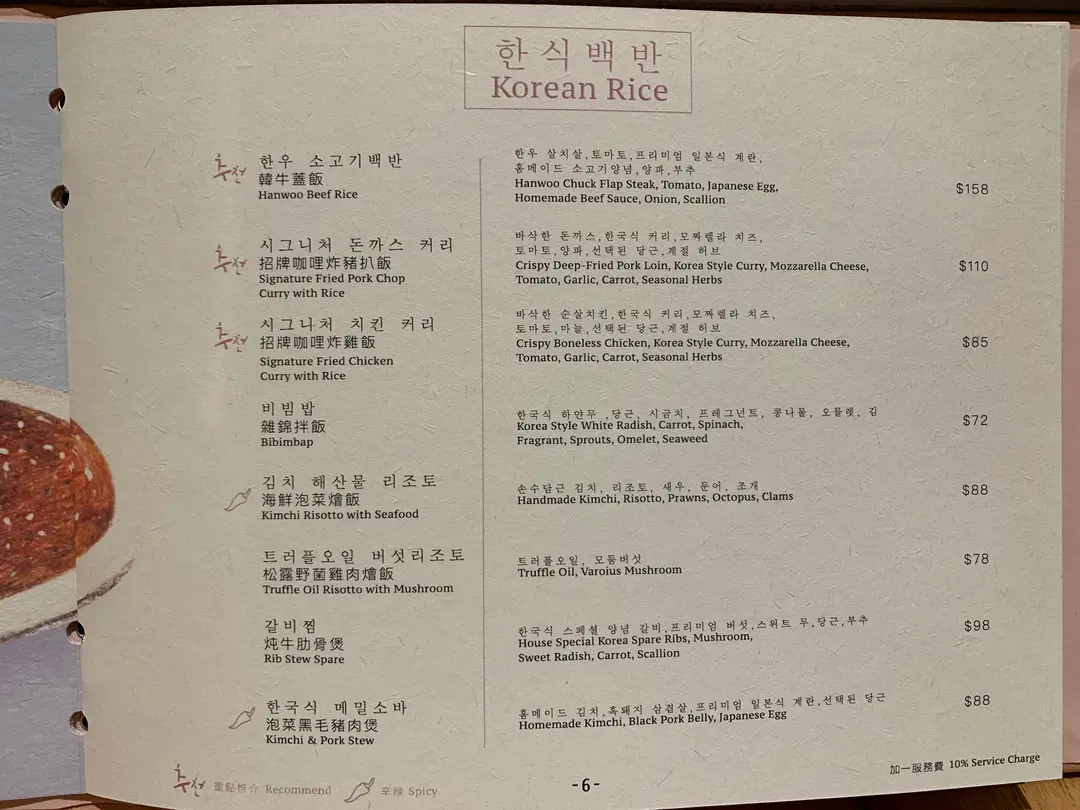 한식백반
Korean Rice
추천
한우 소고기백반
韓牛蓋飯
Hanwoo Beef Rice
한우 살치살,토마토,프리미엄 일본식 계란,
홈메이드 소고기양념,양파,부추
Hanwoo Chuck Flap Steak, Tomato, Japanese Egg,
Homemade Beef Sauce, Onion, Scallion
$158
추천
시그니처 돈까스 커리
招牌咖哩炸豬扒飯
Signature Fried Pork Chop
Curry with Rice
바삭한 돈까스,한국식 커리,모짜렐라 치즈,
토마토,양파,선택된 당근,계절 허브
Crispy Deep-Fried Pork Loin, Korea Style Curry, Mozzarella Cheese,
Tomato, Garlic, Carrot, Seasonal Herbs
$110
추천
시그니처 치킨 커리
招牌咖哩炸雞飯
Signature Fried Chicken
Curry with Rice
바삭한 순살치킨,한국식 커리,모짜렐라 치즈,
토마토,마늘,선택된 당근,계절 허브
Crispy Boneless Chicken, Korea Style Curry, Mozzarella Cheese,
Tomato, Garlic, Carrot, Seasonal Herbs
$85
비빔밥
雜錦拌飯
Bibimbap
한국식 하얀무 ,당근, 시금치, 프레그넌트, 콩나물, 오믈렛, 김
Korea Style White Radish, Carrot, Spinach,
Fragrant, Sprouts, Omelet, Seaweed
$72
김치 해산물 리조토
海鮮泡菜燴飯
Kimchi Risotto with Seafood
손수담근 김치, 리조토, 새우, 문어, 조개
Handmade Kimchi, Risotto, Prawns, Octopus, Clams
$88
트러플오일 버섯리조토
松露野菌雞肉燴飯
Truffle Oil Risotto with Mushroom
트러플오일, 모둠버섯
Truffle Oil, Varoius Mushroom
$78
갈비찜
炖牛肋骨煲
Rib Stew Spare
한국식 스페셜 양념 갈비,프리미엄 버섯,스위트 무,당근,부추
House Special Korea Spare Ribs, Mushroom,
Sweet Radish, Carrot, Scallion
$98
한국식 메밀소바
泡菜黑毛豬肉煲
Kimchi & Pork Stew
홈메이드 김치,흑돼지 삼겹살,프리미엄 일본식 계란,선택된 당근
Homemade Kimchi, Black Pork Belly, Japanese Egg
$88
추천 重點推介 Recommend 辛辣 Spicy
-6-
加一服務費 10% Service Charge